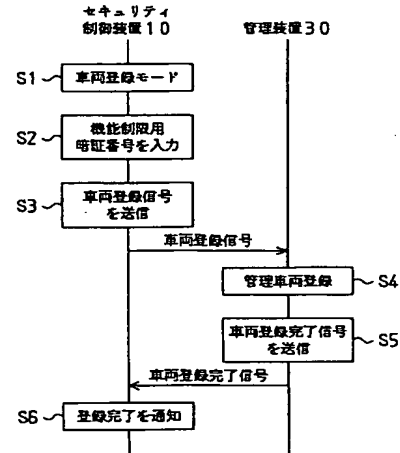 セキュリティ
制御装置10
管理装置30
S1
車両登録モード
S2
機能制限用
暗証番号を入力
S3
車両登録信号
を送信
車両登録信号
管理車両登録
S4
車両登録完了信号
を送信
S5
車両登録完了信号
S6
登録完了を通知